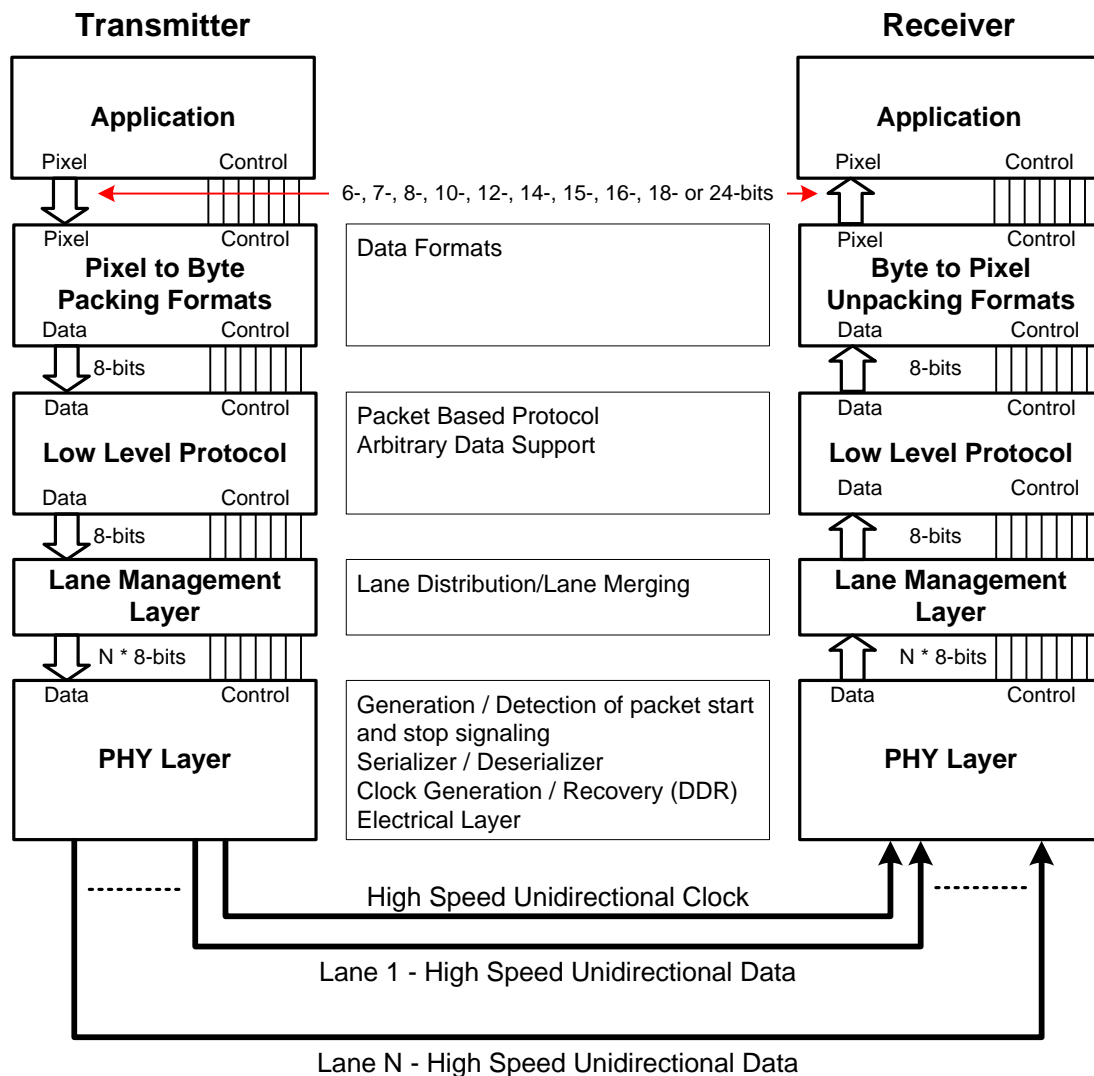 Transmitter
Receiver
Application
Pixel
Control
Application
Pixel
Control
6-, 7-, 8-, 10-, 12-, 14-, 15-, 16-, 18- or 24-bits
Pixel
Control
Pixel to Byte
Packing Formats
Data
Control
Data Formats
Pixel
Control
Byte to Pixel
Unpacking Formats
Data
Control
8-bits
8-bits
Data
Control
Low Level Protocol
Data
Control
Packet Based Protocol
Arbitrary Data Support
Data
Control
Low Level Protocol
Data
Control
8-bits
8-bits
Lane Management
Layer
Lane Distribution/Lane Merging
Lane Management
Layer
N * 8-bits
N * 8-bits
Data
Control
PHY Layer
Generation / Detection of packet start
and stop signaling
Serializer / Deserializer
Clock Generation / Recovery (DDR)
Electrical Layer
Data
Control
PHY Layer
High Speed Unidirectional Clock
Lane 1 - High Speed Unidirectional Data
Lane N - High Speed Unidirectional Data